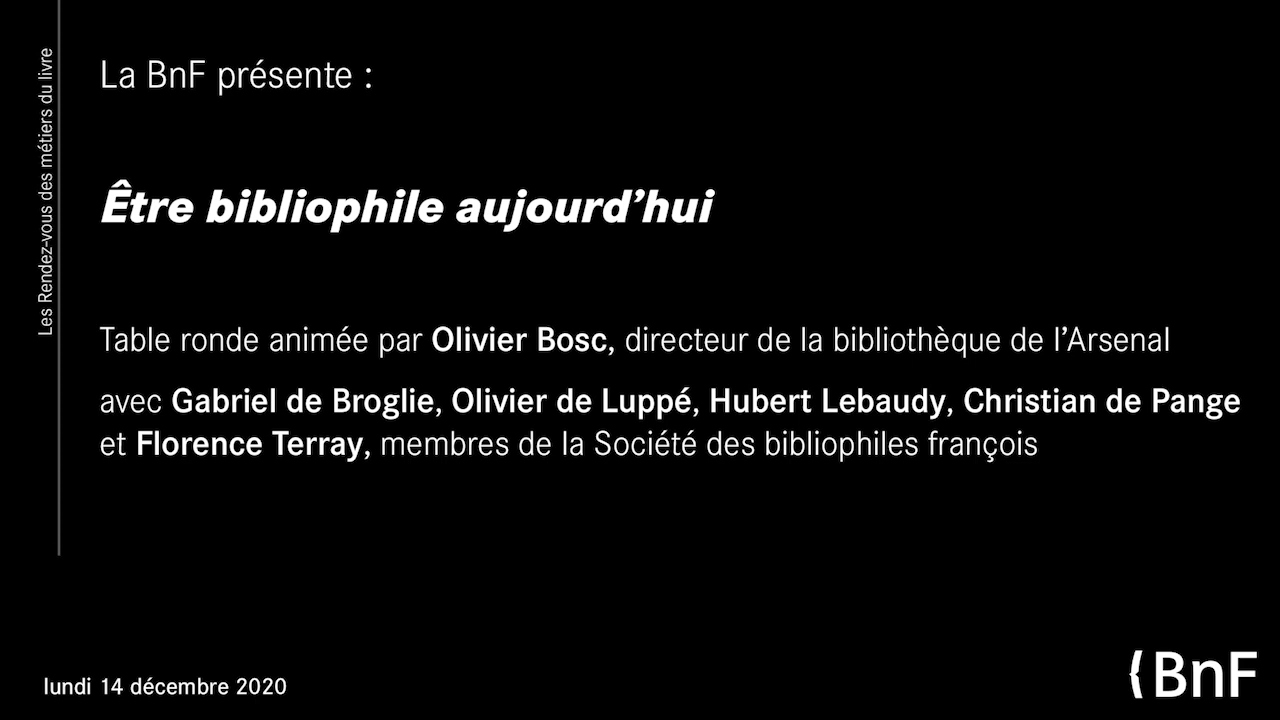 Les Rendez-vous des métiers du livre
La BnF présente :
Être bibliophile aujourd’hui
Table ronde animée par Olivier Bosc, directeur de la bibliothèque de l’Arsenal
avec Gabriel de Broglie, Olivier de Luppé, Hubert Lebaudy, Christian de Pange
et Florence Terray, membres de la Société des bibliophiles françois
lundi 14 décembre 2020
{BnF